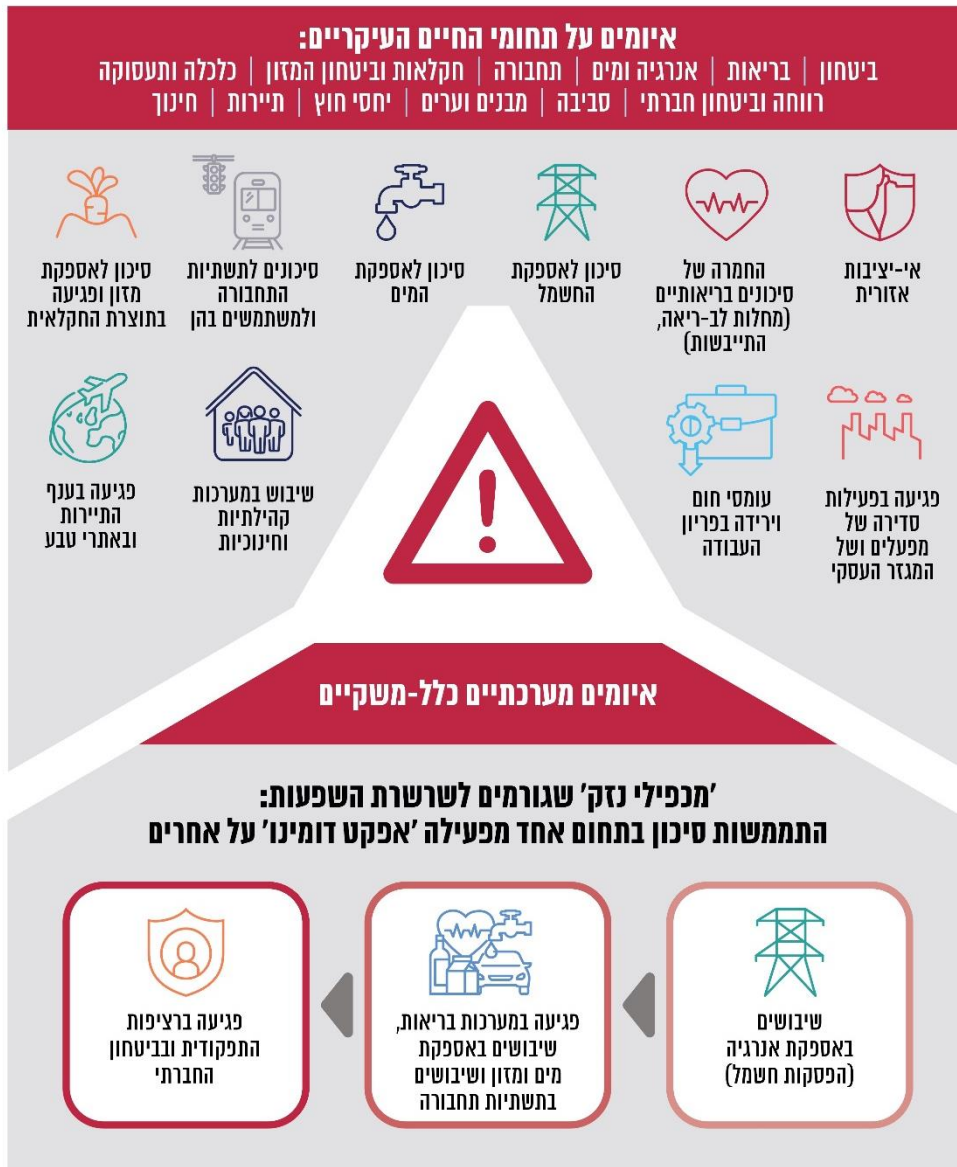 איומים על תחומי החיים העיקריים:
ביטחון | בריאות | אנרגיה ומים | תחבורה | חקלאות וביטחון המזון | כלכלה ותעסוקה
רווחה וביטחון חברתי | סביבה | מבנים וערים | יחסי חוץ | תיירות | חינוך
אי-יציבות
אזורית
החמרה של
סיכונים בריאותיים
(מחלות לב-ריאה,
התייבשות)
סיכון לאספקת
החשמל
סיכון לאספקת
המים
סיכונים לתשתיות
התחבורה
ולמשתמשים בהן
סיכון לאספקת
מזון ופגיעה
בתוצרת החקלאית
פגיעה בפעילות
סדירה של
מפעלים ושל
המגזר העסקי
עומסי חום
וירידה בפריון
העבודה
שיבוש במערכות
קהילתיות
וחינוכיות
פגיעה בענף
התיירות
ובאתרי טבע
איומים מערכתיים כלל-משקיים
'מכפילי נזק' שגורמים לשרשרת השפעות:
התממשות סיכון בתחום אחד מפעילה 'אפקט דומינו' על אחרים
שיבושים
באספקת אנרגיה
(הפסקות חשמל)
פגיעה במערכות בריאות,
שיבושים באספקת
מים ומזון ושיבושים
בתשתיות תחבורה
פגיעה ברציפות
התפקודית ובביטחון
החברתי